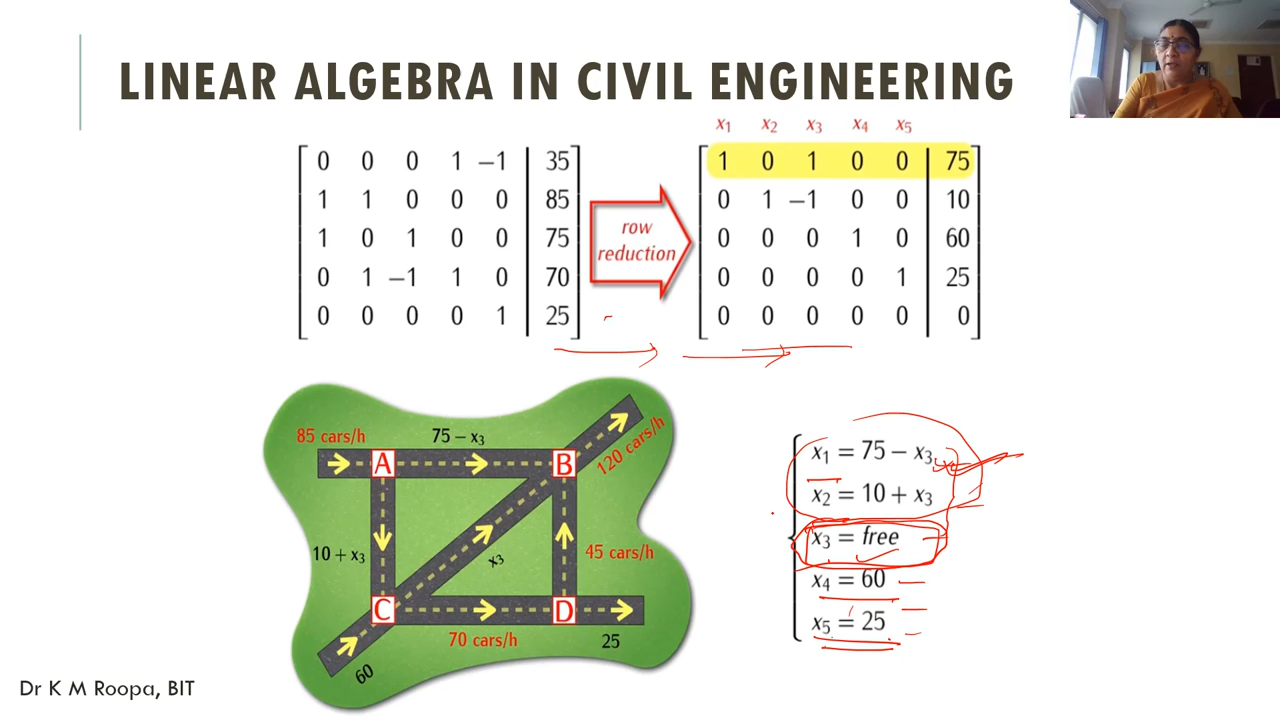 LINEAR ALGEBRA IN CIVIL ENGINEERING
x₁ x₂ x₃ x₄ x₅
0 0 0 1 −1 35
1 1 0 0 0 85
1 0 1 0 0 75
0 1 −1 1 0 70
0 0 0 0 1 25
row
reduction
1 0 1 0 0 75
0 1 −1 0 0 10
0 0 0 1 0 60
0 0 0 0 1 25
0 0 0 0 0 0
85 cars/h
75 − x₃
120 cars/h
A
B
10 + x₃
x₃
45 cars/h
C
D
70 cars/h
25
60
x₁ = 75 − x₃
x₂ = 10 + x₃
x₃ = free
x₄ = 60
x₅ = 25
Dr K M Roopa, BIT